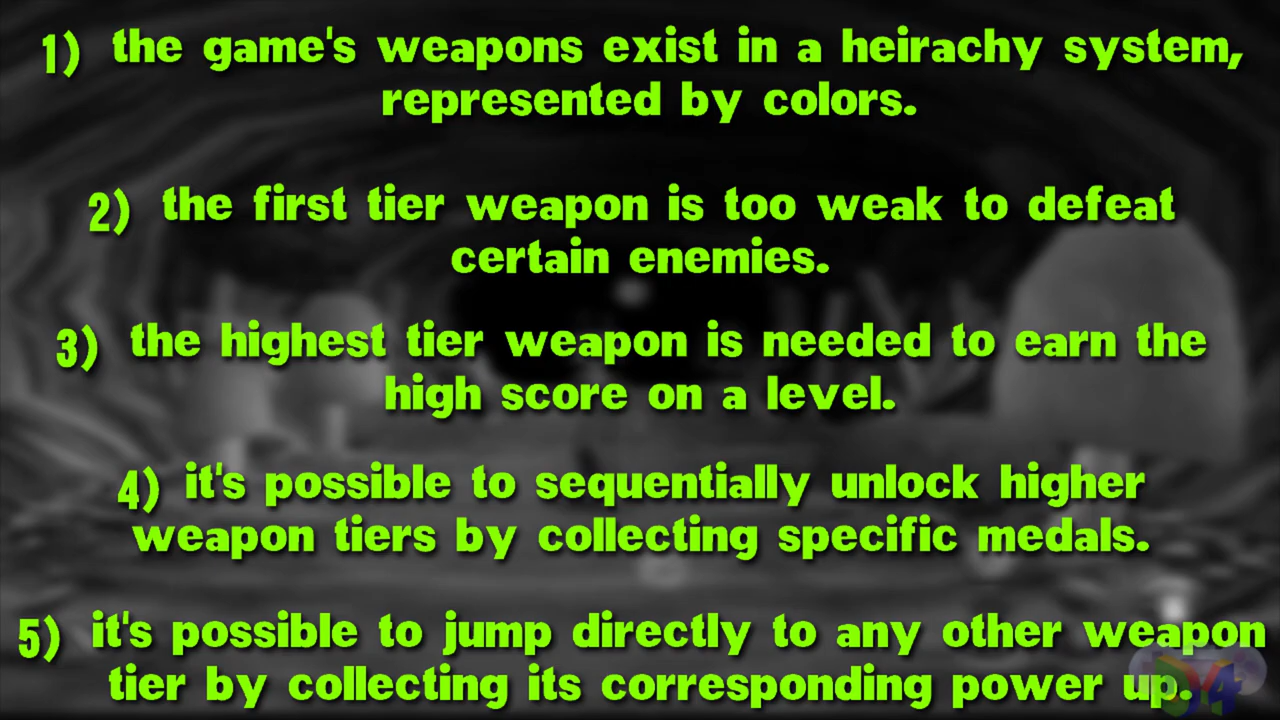 1) the game's weapons exist in a heirachy system,
represented by colors.
2) the first tier weapon is too weak to defeat
certain enemies.
3) the highest tier weapon is needed to earn the
high score on a level.
4) it's possible to sequentially unlock higher
weapon tiers by collecting specific medals.
5) it's possible to jump directly to any other weapon
tier by collecting its corresponding power up.